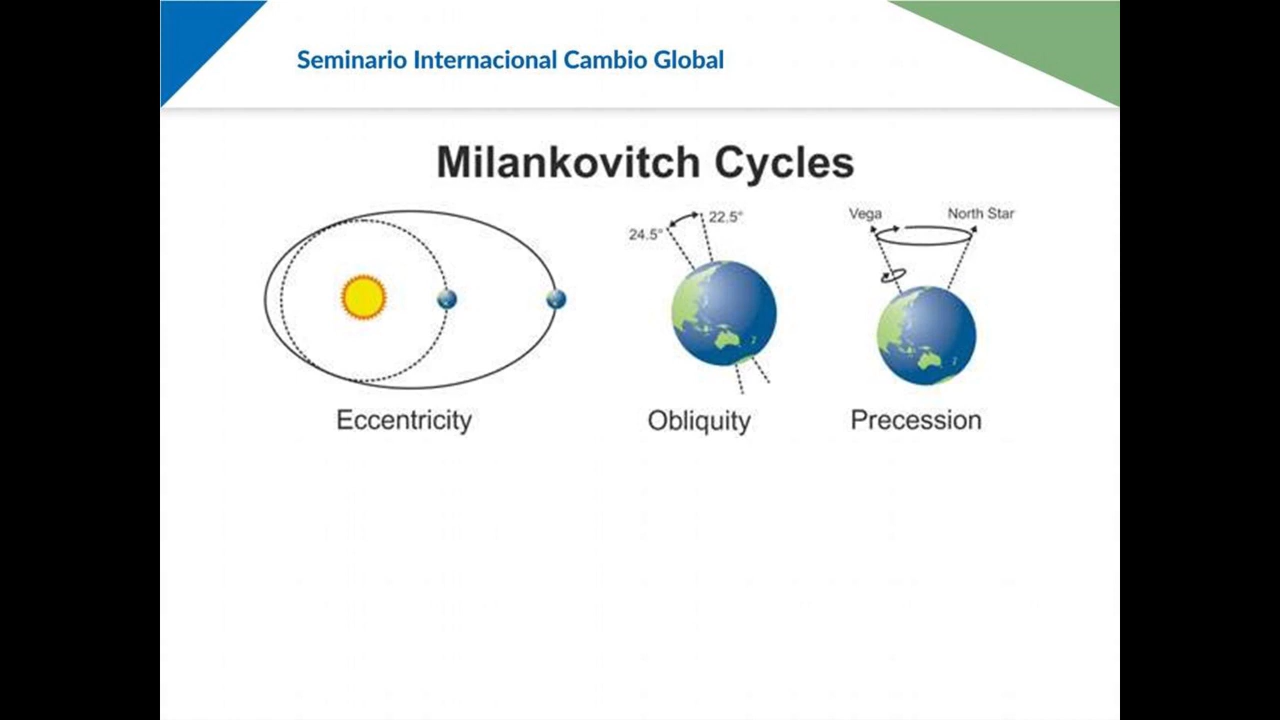 Seminario Internacional Cambio Global
Milankovitch Cycles
22.5°
24.5°
Vega
North Star
Eccentricity
Obliquity
Precession